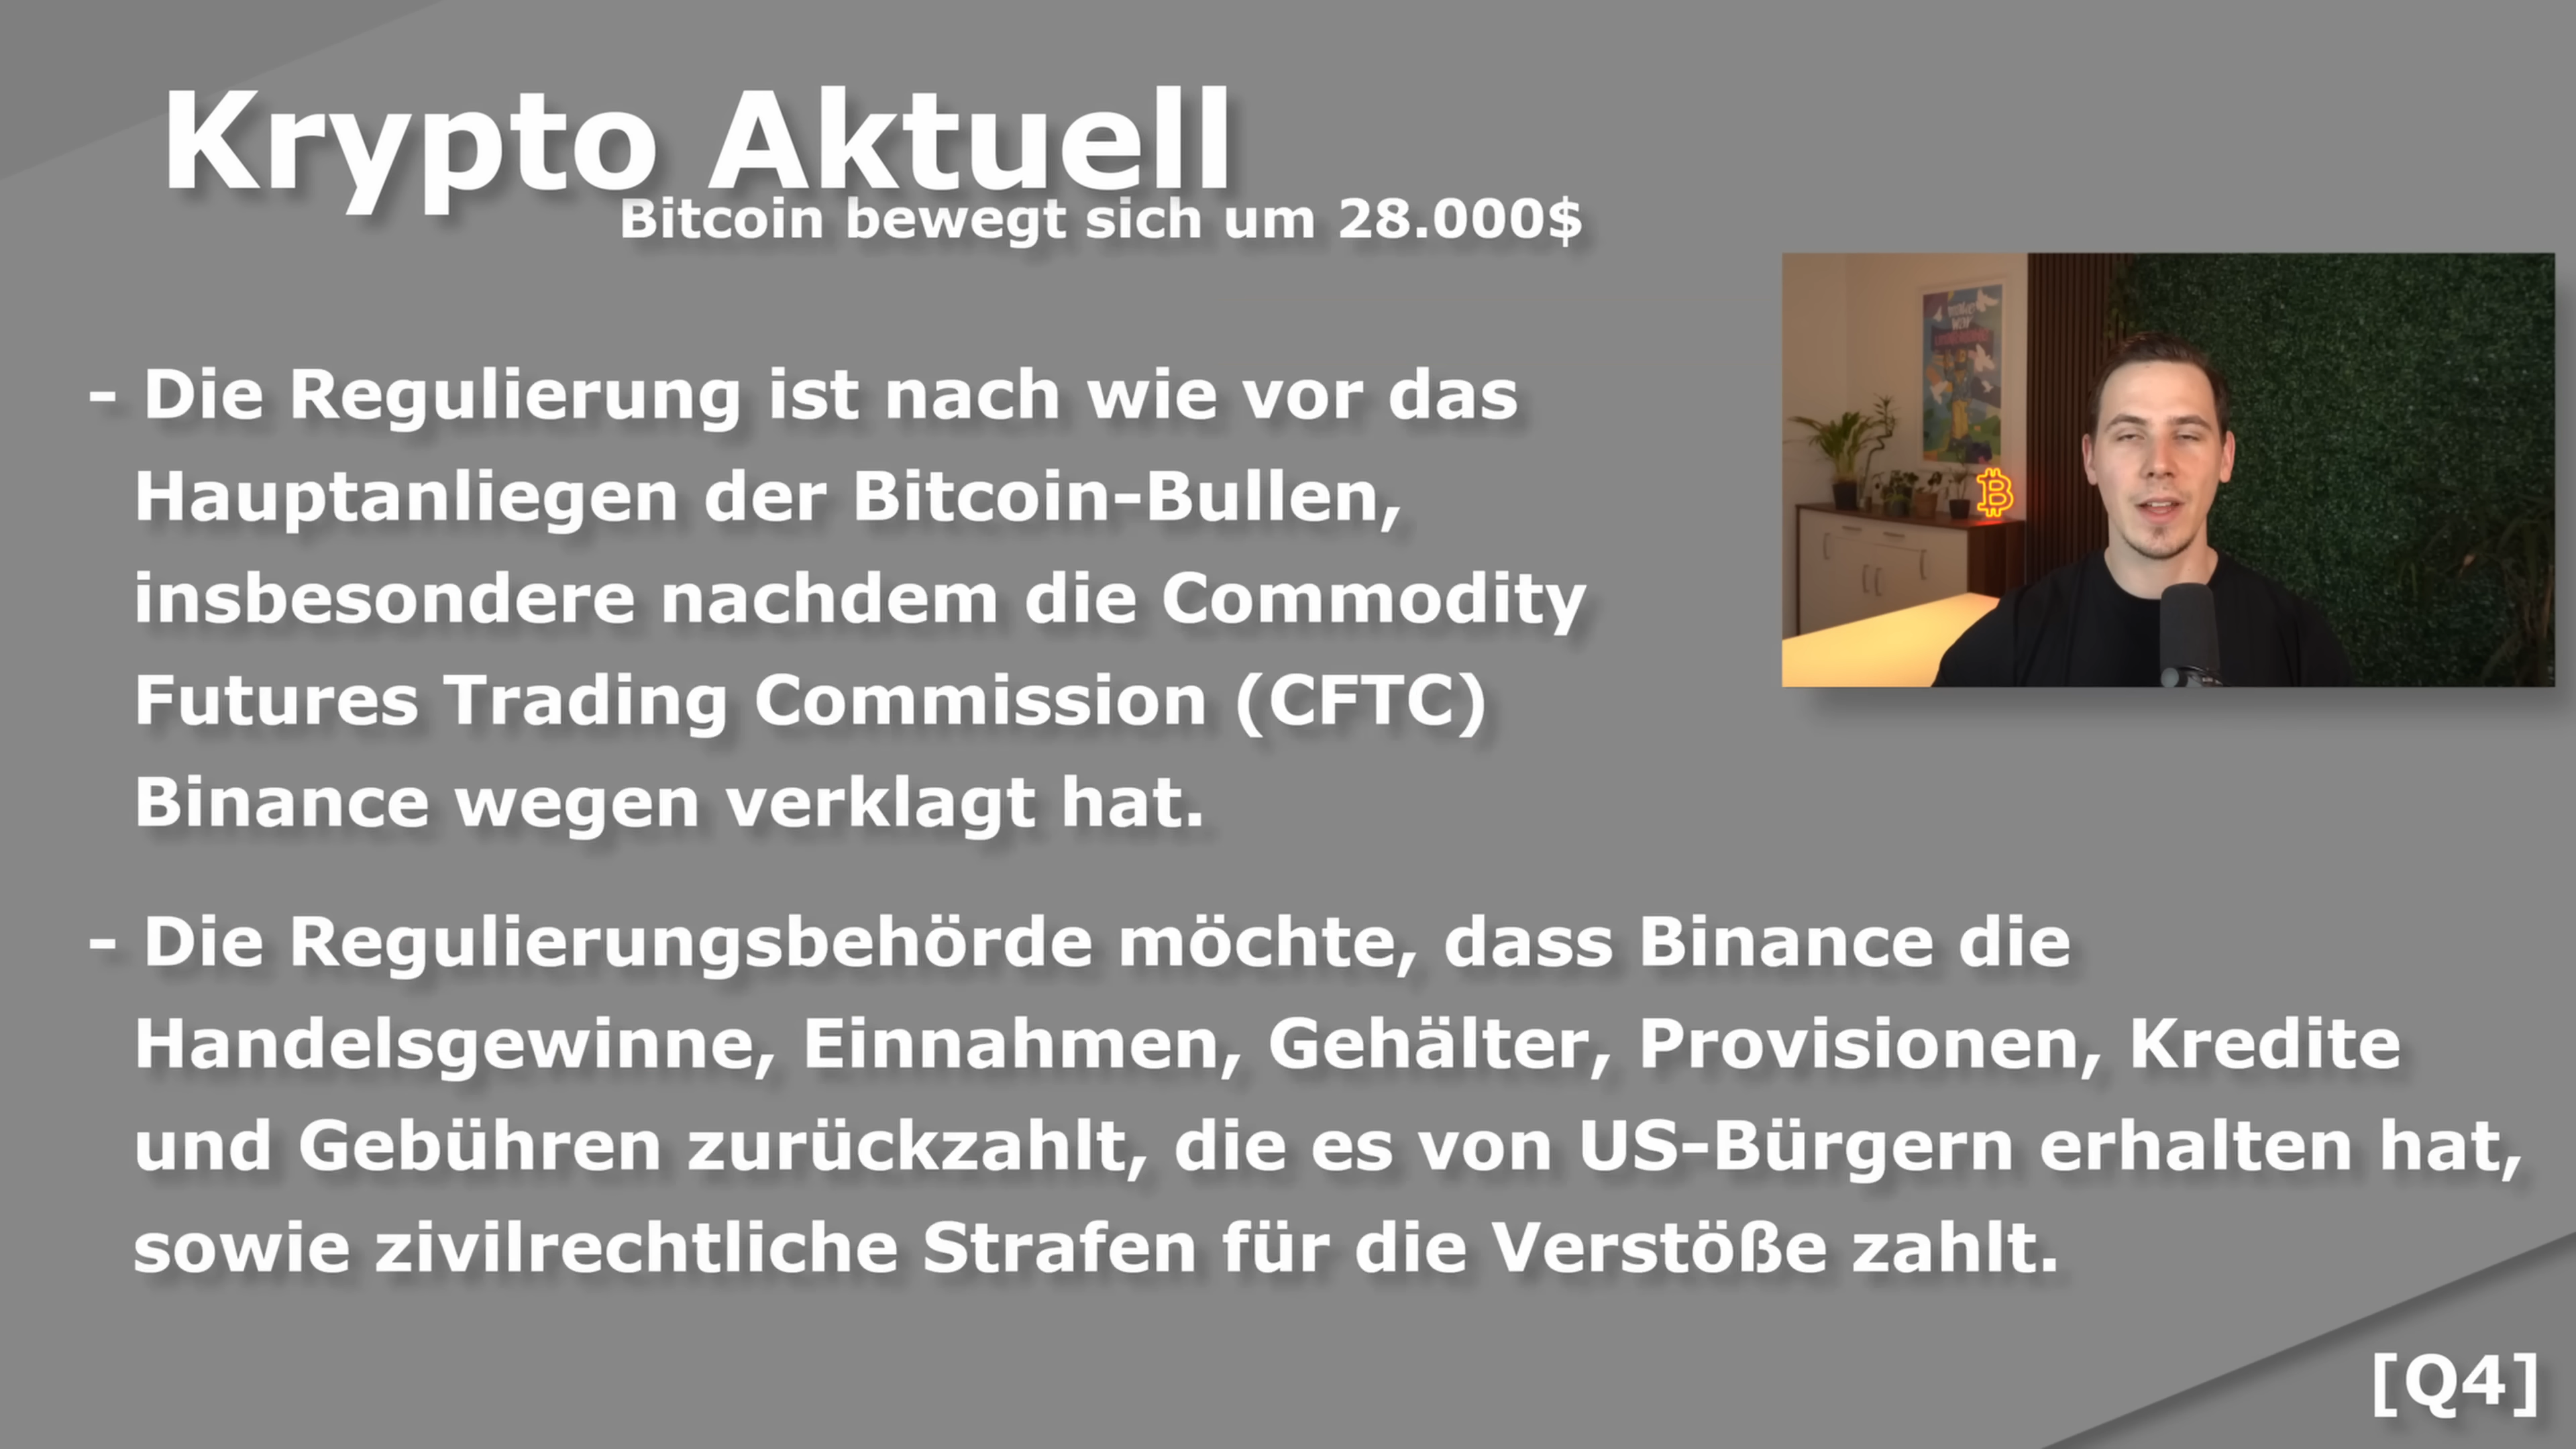 Krypto Aktuell
Bitcoin bewegt sich um 28.000$
- Die Regulierung ist nach wie vor das
Hauptanliegen der Bitcoin-Bullen,
insbesondere nachdem die Commodity
Futures Trading Commission (CFTC)
Binance wegen verklagt hat.
- Die Regulierungsbehörde möchte, dass Binance die
Handelsgewinne, Einnahmen, Gehälter, Provisionen, Kredite
und Gebühren zurückzahlt, die es von US-Bürgern erhalten hat,
sowie zivilrechtliche Strafen für die Verstöße zahlt.
[Q4]